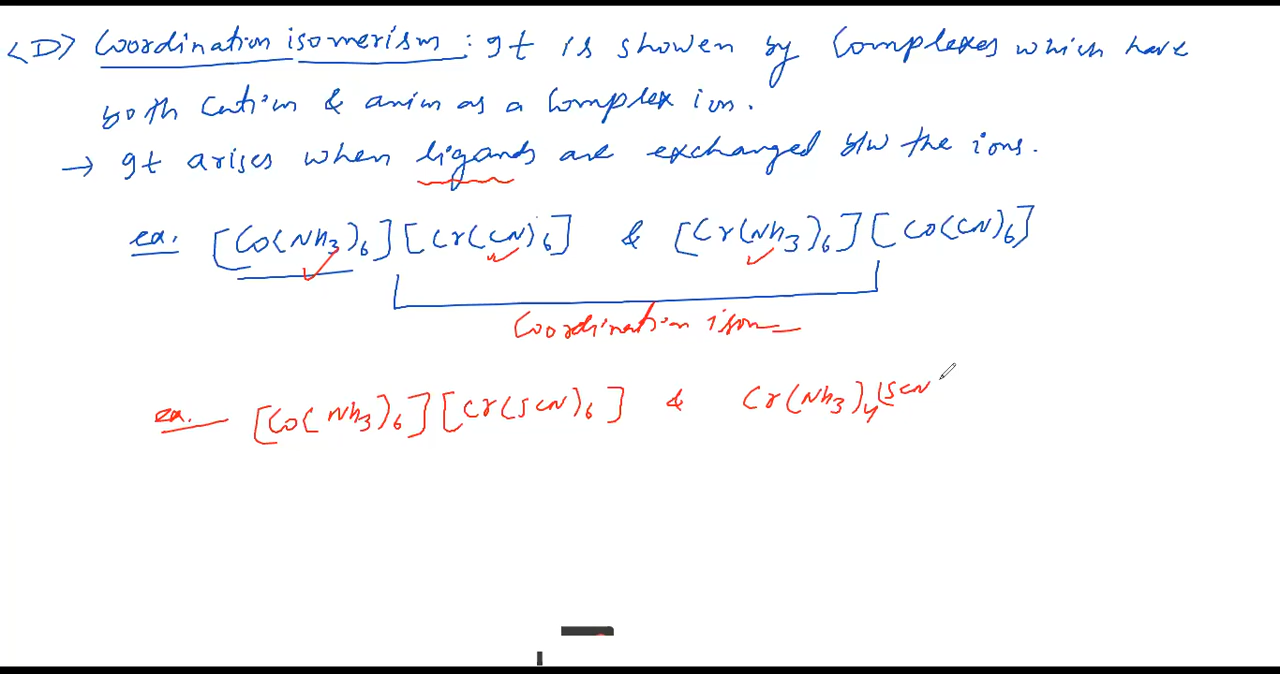 (D) Coordination isomerism : It is showen by Complexes which have
both Cation & anion as a Complex ion.
→ It arises when ligands are exchanged b/w the ions.
ex. [Co(NH3)6][Cr(CN)6] & [Cr(NH3)6][Co(CN)6]
Coordination isom
ex. [Co(NH3)6][Cr(SCN)6] & Cr(NH3)4(SCN